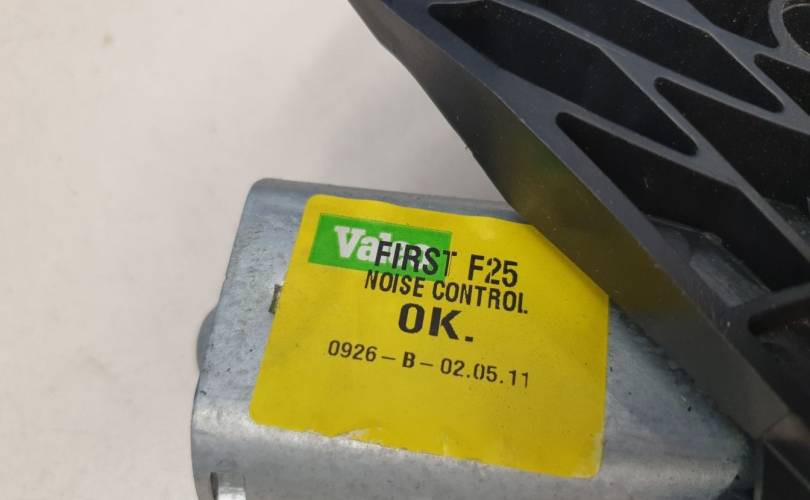 Valeo
FIRST F25
NOISE CONTROL
OK.
0926-B-02.05.11